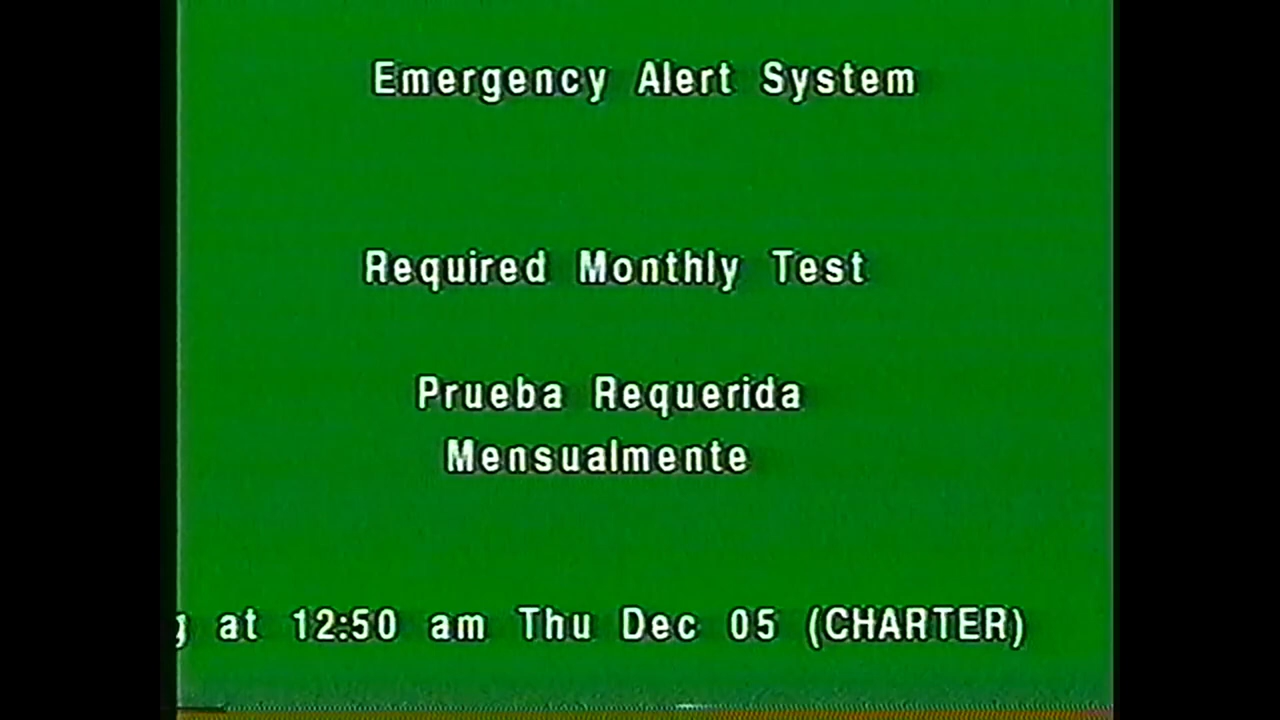 Emergency Alert System
Required Monthly Test
Prueba Requerida
Mensualmente
at 12:50 am Thu Dec 05 (CHARTER)